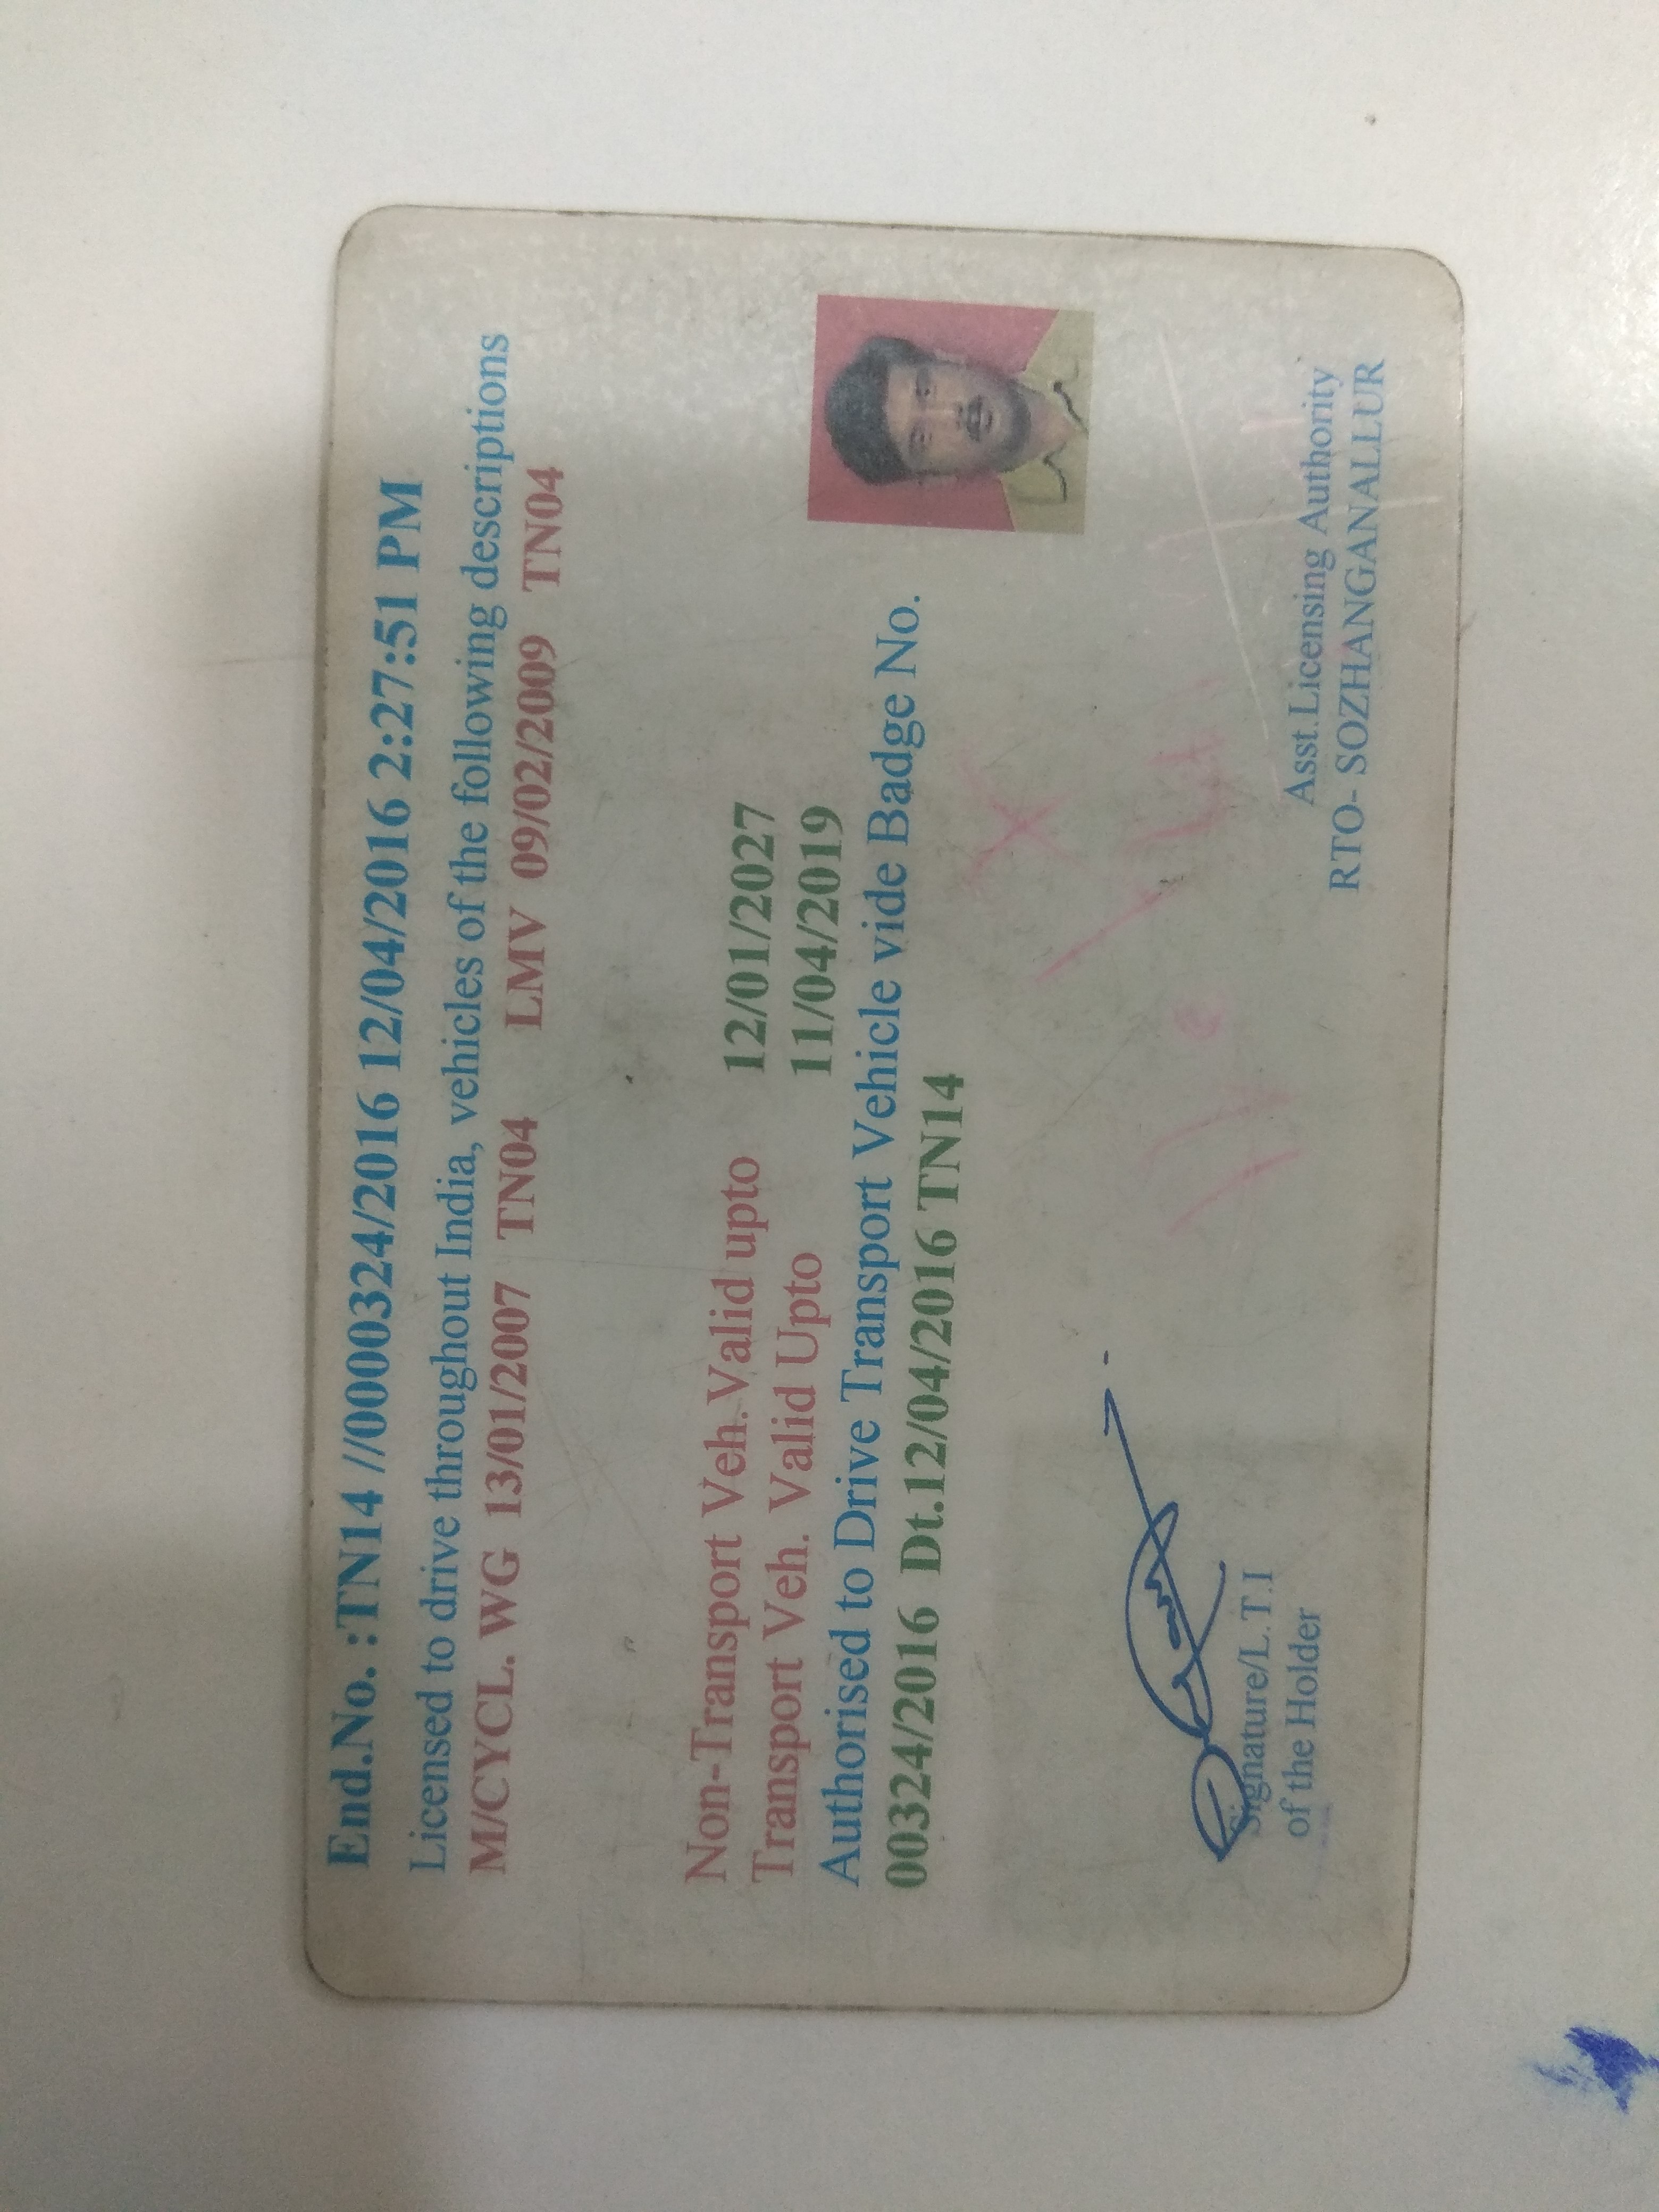 End.No. :TN14 //0000324/2016 12/04/2016 2:27:51 PM
Licensed to drive throughout India, vehicles of the following descriptions
M/CYCL. WG 13/01/2007 TN04 LMV 09/02/2009 TN04
Non-Transport Veh.Valid upto 12/01/2027
Transport Veh. Valid Upto 11/04/2019
Authorised to Drive Transport Vehicle vide Badge No.
00324/2016 Dt.12/04/2016 TN14
Signature/L.T.I
of the Holder
Asst.Licensing Authority
RTO- SOZHANGANALLUR